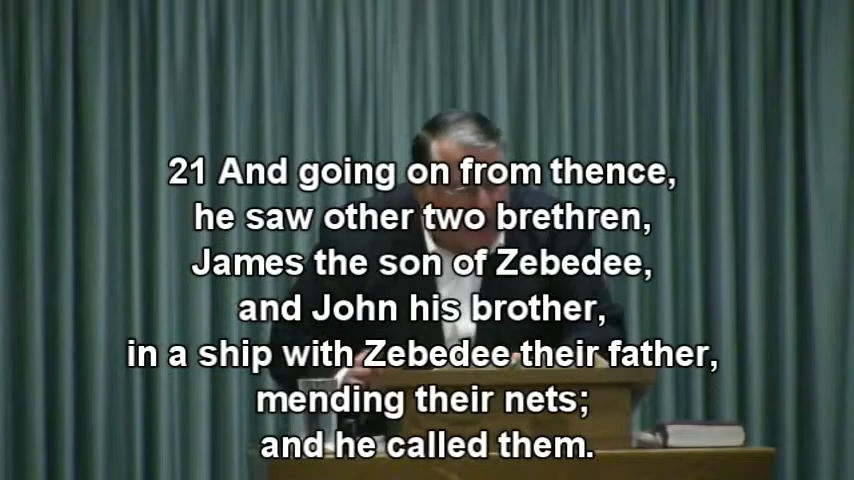 21 And going on from thence,
he saw other two brethren,
James the son of Zebedee,
and John his brother,
in a ship with Zebedee their father,
mending their nets;
and he called them.